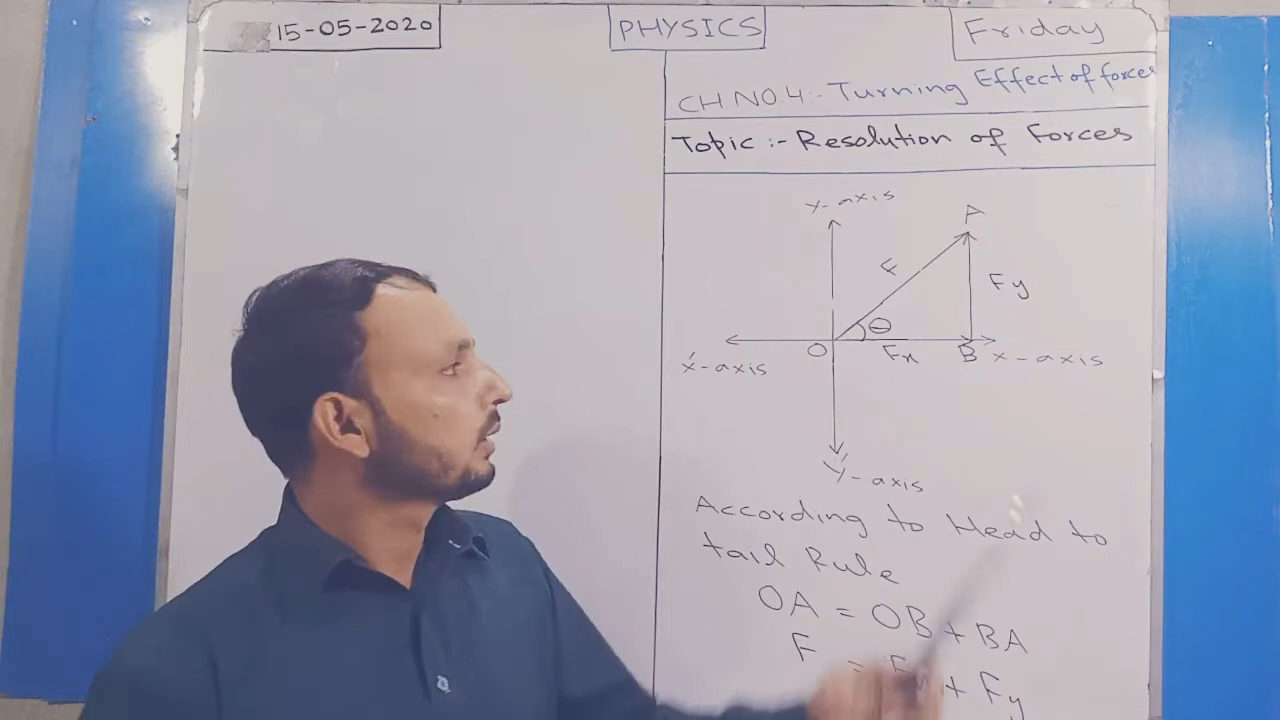 15-05-2020
PHYSICS
Friday
CH NO.4:- Turning Effect of forces
Topic :- Resolution of Forces
y-axis
A
F
Fy
θ
O
Fx
B
x-axis
x'-axis
y'-axis
According to Head to
tail Rule
OA = OB + BA
F = Fx + Fy